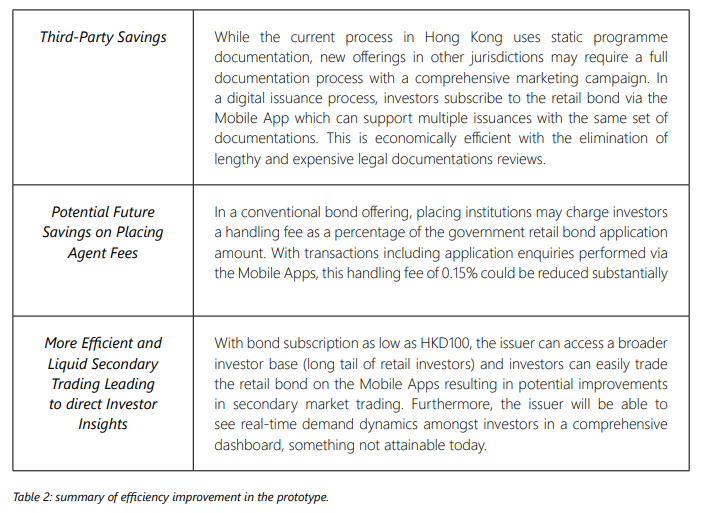 Third-Party Savings
While the current process in Hong Kong uses static programme
documentation, new offerings in other jurisdictions may require a full
documentation process with a comprehensive marketing campaign. In
a digital issuance process, investors subscribe to the retail bond via the
Mobile App which can support multiple issuances with the same set of
documentations. This is economically efficient with the elimination of
lengthy and expensive legal documentations reviews.
Potential Future
Savings on Placing
Agent Fees
In a conventional bond offering, placing institutions may charge investors
a handling fee as a percentage of the government retail bond application
amount. With transactions including application enquiries performed via
the Mobile Apps, this handling fee of 0.15% could be reduced substantially
More Efficient and
Liquid Secondary
Trading Leading
to direct Investor
Insights
With bond subscription as low as HKD100, the issuer can access a broader
investor base (long tail of retail investors) and investors can easily trade
the retail bond on the Mobile Apps resulting in potential improvements
in secondary market trading. Furthermore, the issuer will be able to
see real-time demand dynamics amongst investors in a comprehensive
dashboard, something not attainable today.
Table 2: summary of efficiency improvement in the prototype.